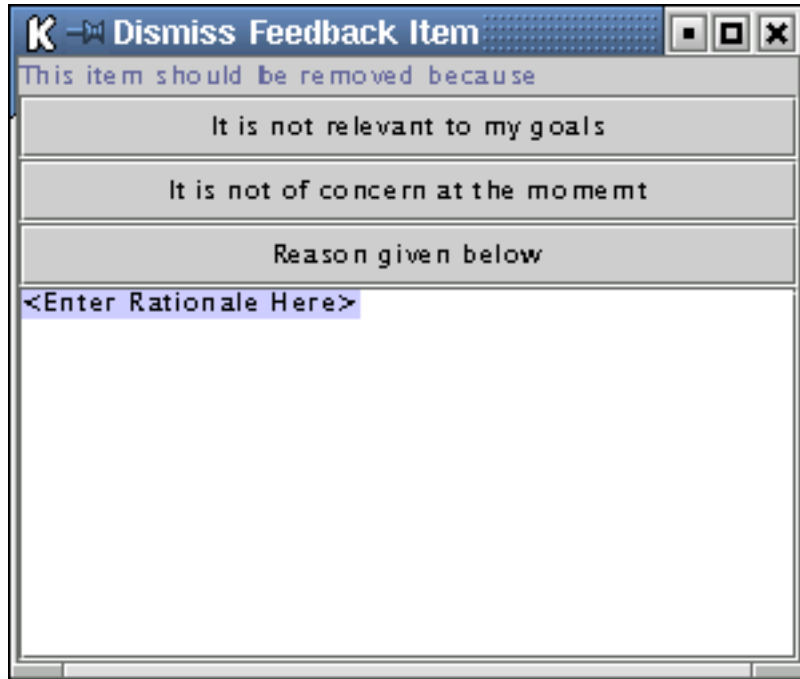 Dismiss Feedback Item
This item should be removed because
It is not relevant to my goals
It is not of concern at the momemt
Reason given below
<Enter Rationale Here>